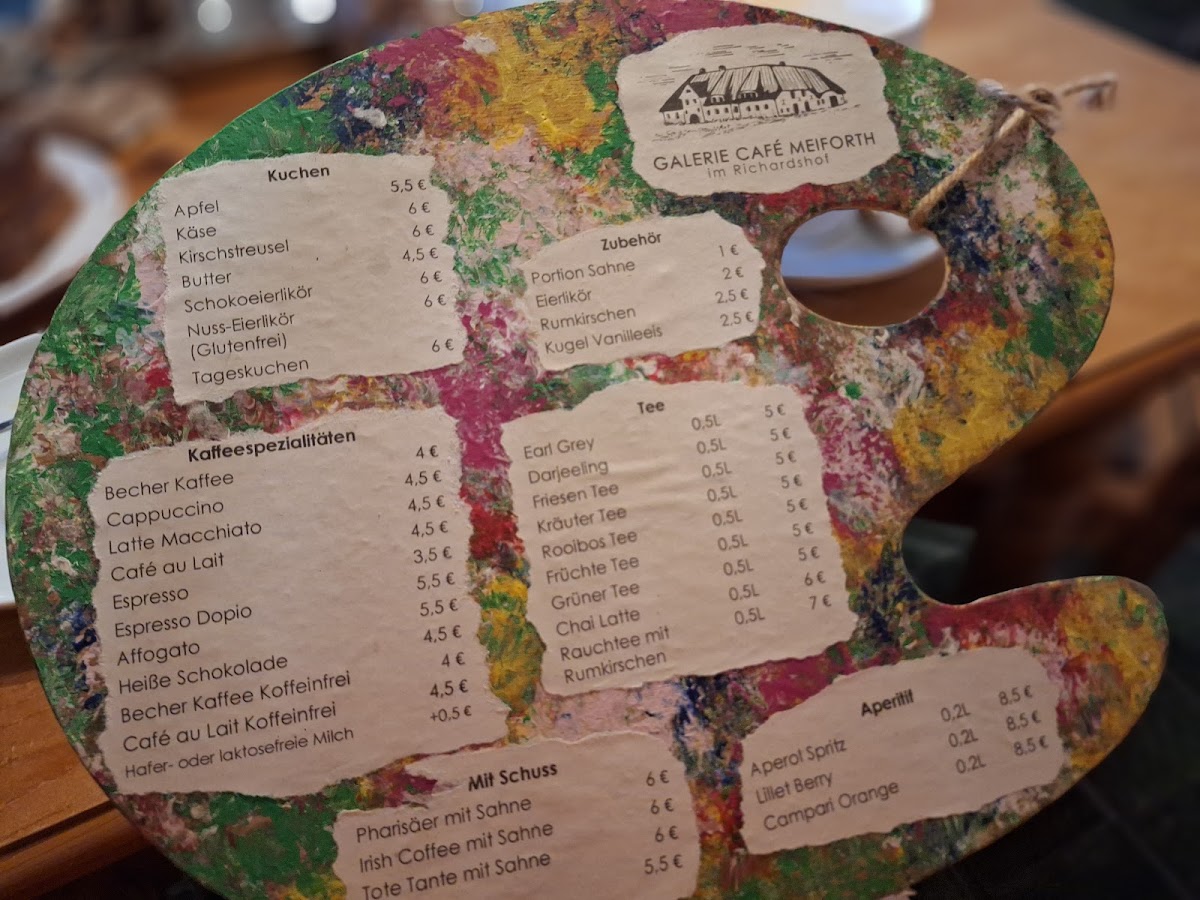 GALERIE CAFÉ MEIFORTH
im Richardshof
Kuchen
Apfel 5,5 €
Käse 6 €
Kirschstreusel 6 €
Butter 4,5 €
Schokoeierlikör 6 €
Nuss-Eierlikör 6 €
(Glutenfrei)
Tageskuchen 6 €
Zubehör
Portion Sahne 1 €
Eierlikör 2 €
Rumkirschen 2,5 €
Kugel Vanilleeis 2,5 €
Kaffeespezialitäten
Becher Kaffee 4 €
Cappuccino 4,5 €
Latte Macchiato 4,5 €
Café au Lait 4,5 €
Espresso 3,5 €
Espresso Dopio 5,5 €
Affogato 5,5 €
Heiße Schokolade 4,5 €
Becher Kaffee Koffeinfrei 4 €
Café au Lait Koffeinfrei 4,5 €
Hafer- oder laktosefreie Milch +0,5 €
Tee
Earl Grey 0,5L 5 €
Darjeeling 0,5L 5 €
Friesen Tee 0,5L 5 €
Kräuter Tee 0,5L 5 €
Rooibos Tee 0,5L 5 €
Früchte Tee 0,5L 5 €
Grüner Tee 0,5L 5 €
Chai Latte 0,5L 6 €
Rauchtee mit 0,5L 7 €
Rumkirschen
Mit Schuss
Pharisäer mit Sahne 6 €
Irish Coffee mit Sahne 6 €
Tote Tante mit Sahne 6 €
5,5 €
Aperitif
Aperol Spritz 0,2L 8,5 €
Lillet Berry 0,2L 8,5 €
Campari Orange 0,2L 8,5 €